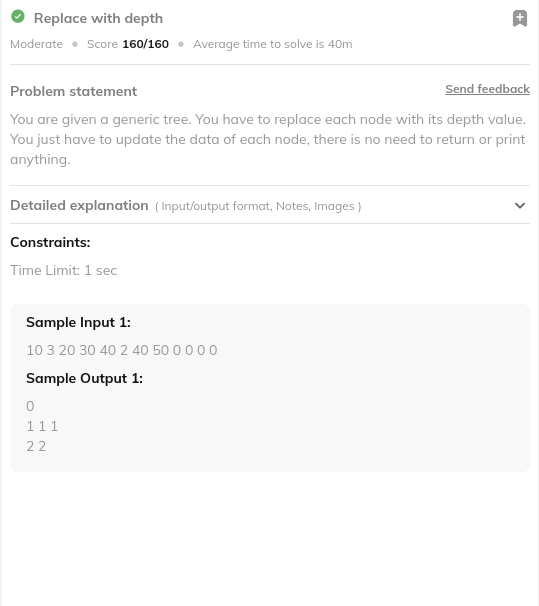 Replace with depth
Moderate • Score 160/160 • Average time to solve is 40m
Problem statement Send feedback
You are given a generic tree. You have to replace each node with its depth value.
You just have to update the data of each node, there is no need to return or print
anything.
Detailed explanation ( Input/output format, Notes, Images )
Constraints:
Time Limit: 1 sec
Sample Input 1:
10 3 20 30 40 2 40 50 0 0 0 0
Sample Output 1:
0
1 1 1
2 2